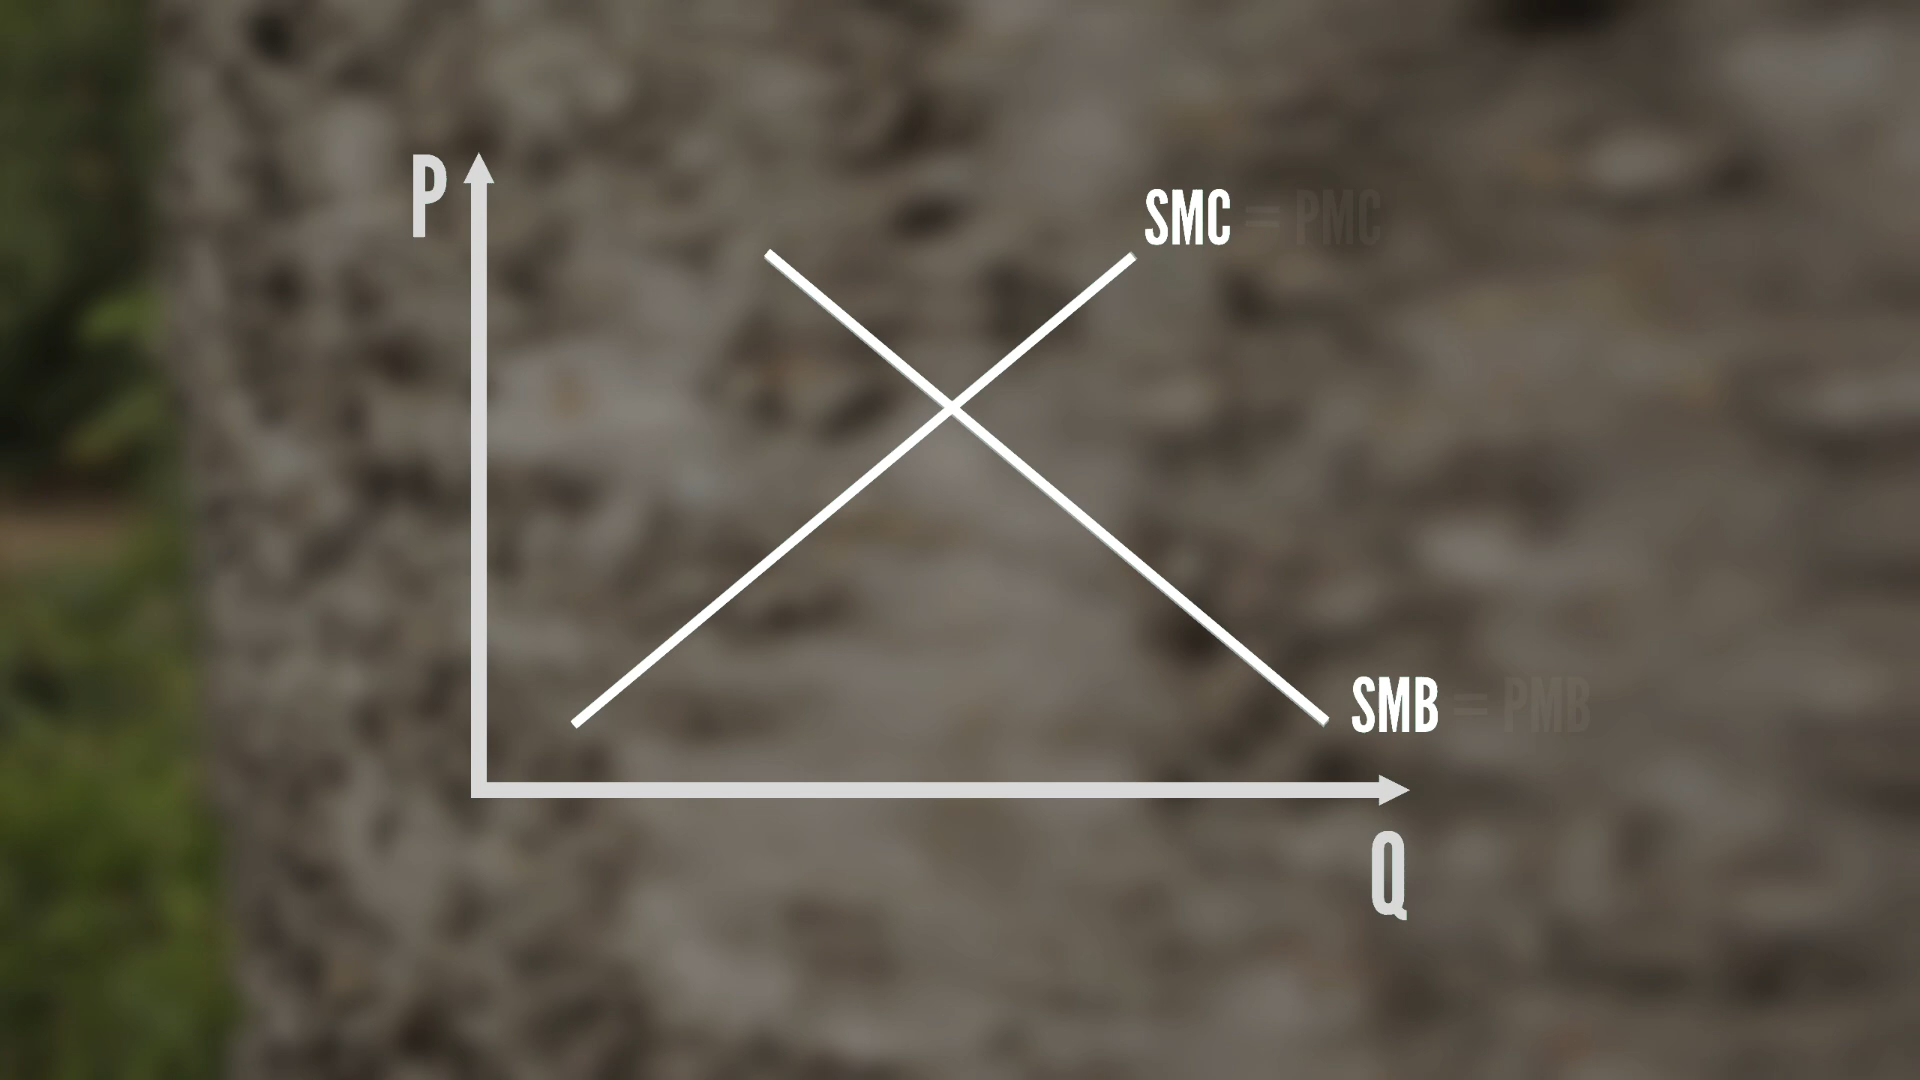 P
SMC = PMC
SMB = PMB
Q